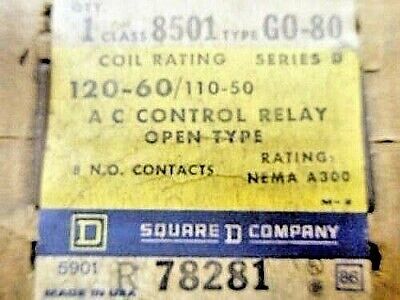 QTY.
1 CLASS 8501 TYPE GO-80
COIL RATING SERIES B
120-60/110-50
A C CONTROL RELAY
OPEN TYPE
8 N.O. CONTACTS RATING:
NEMA A300
M-2
D SQUARE D COMPANY
5901 R 78281 86
MADE IN USA